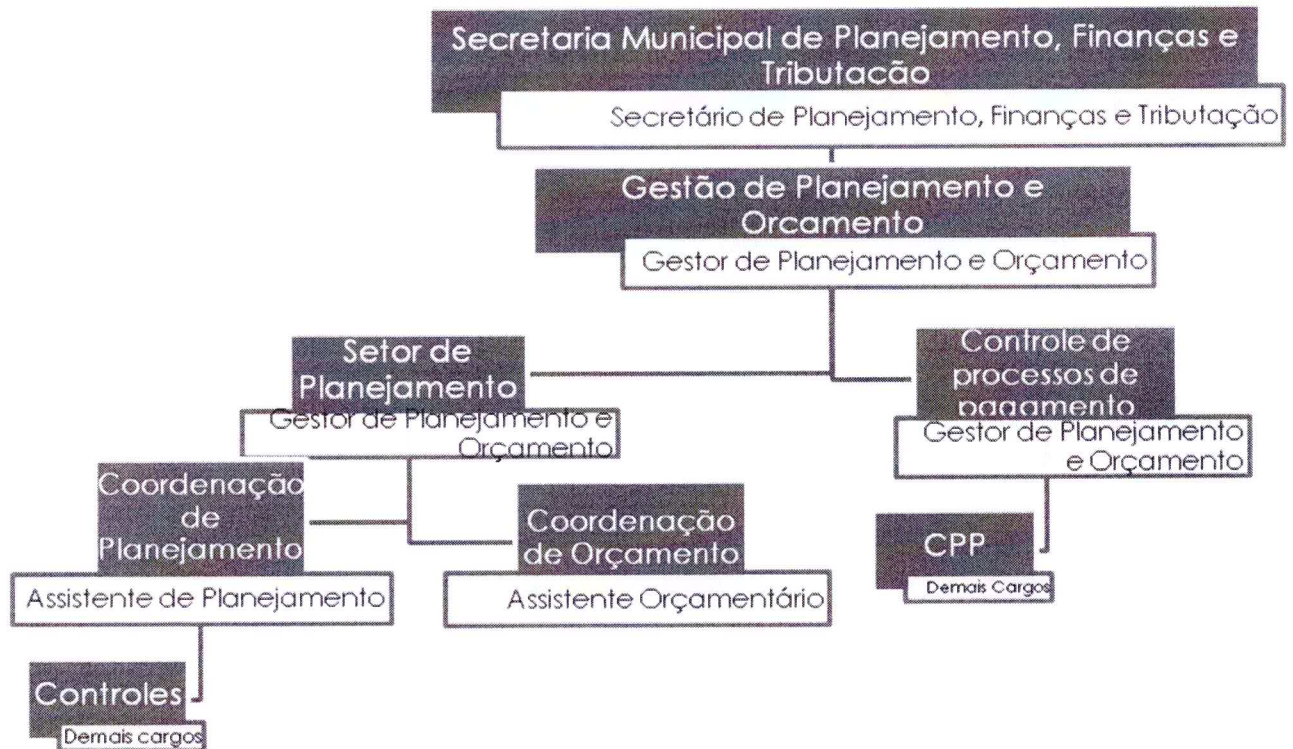 Secretaria Municipal de Planejamento, Finanças e
Tributacão
Secretário de Planejamento, Finanças e Tributação
Gestão de Planejamento e
Orcamento
Gestor de Planejamento e Orçamento
Setor de
Planejamento
Gestor de Planejamento e
Orçamento
Controle de
processos de
pagamento
Gestor de Planejamento
e Orçamento
Coordenação
de
Planejamento
Assistente de Planejamento
Coordenação
de Orçamento
Assistente Orçamentário
CPP
Demais Cargos
Controles
Demais cargos